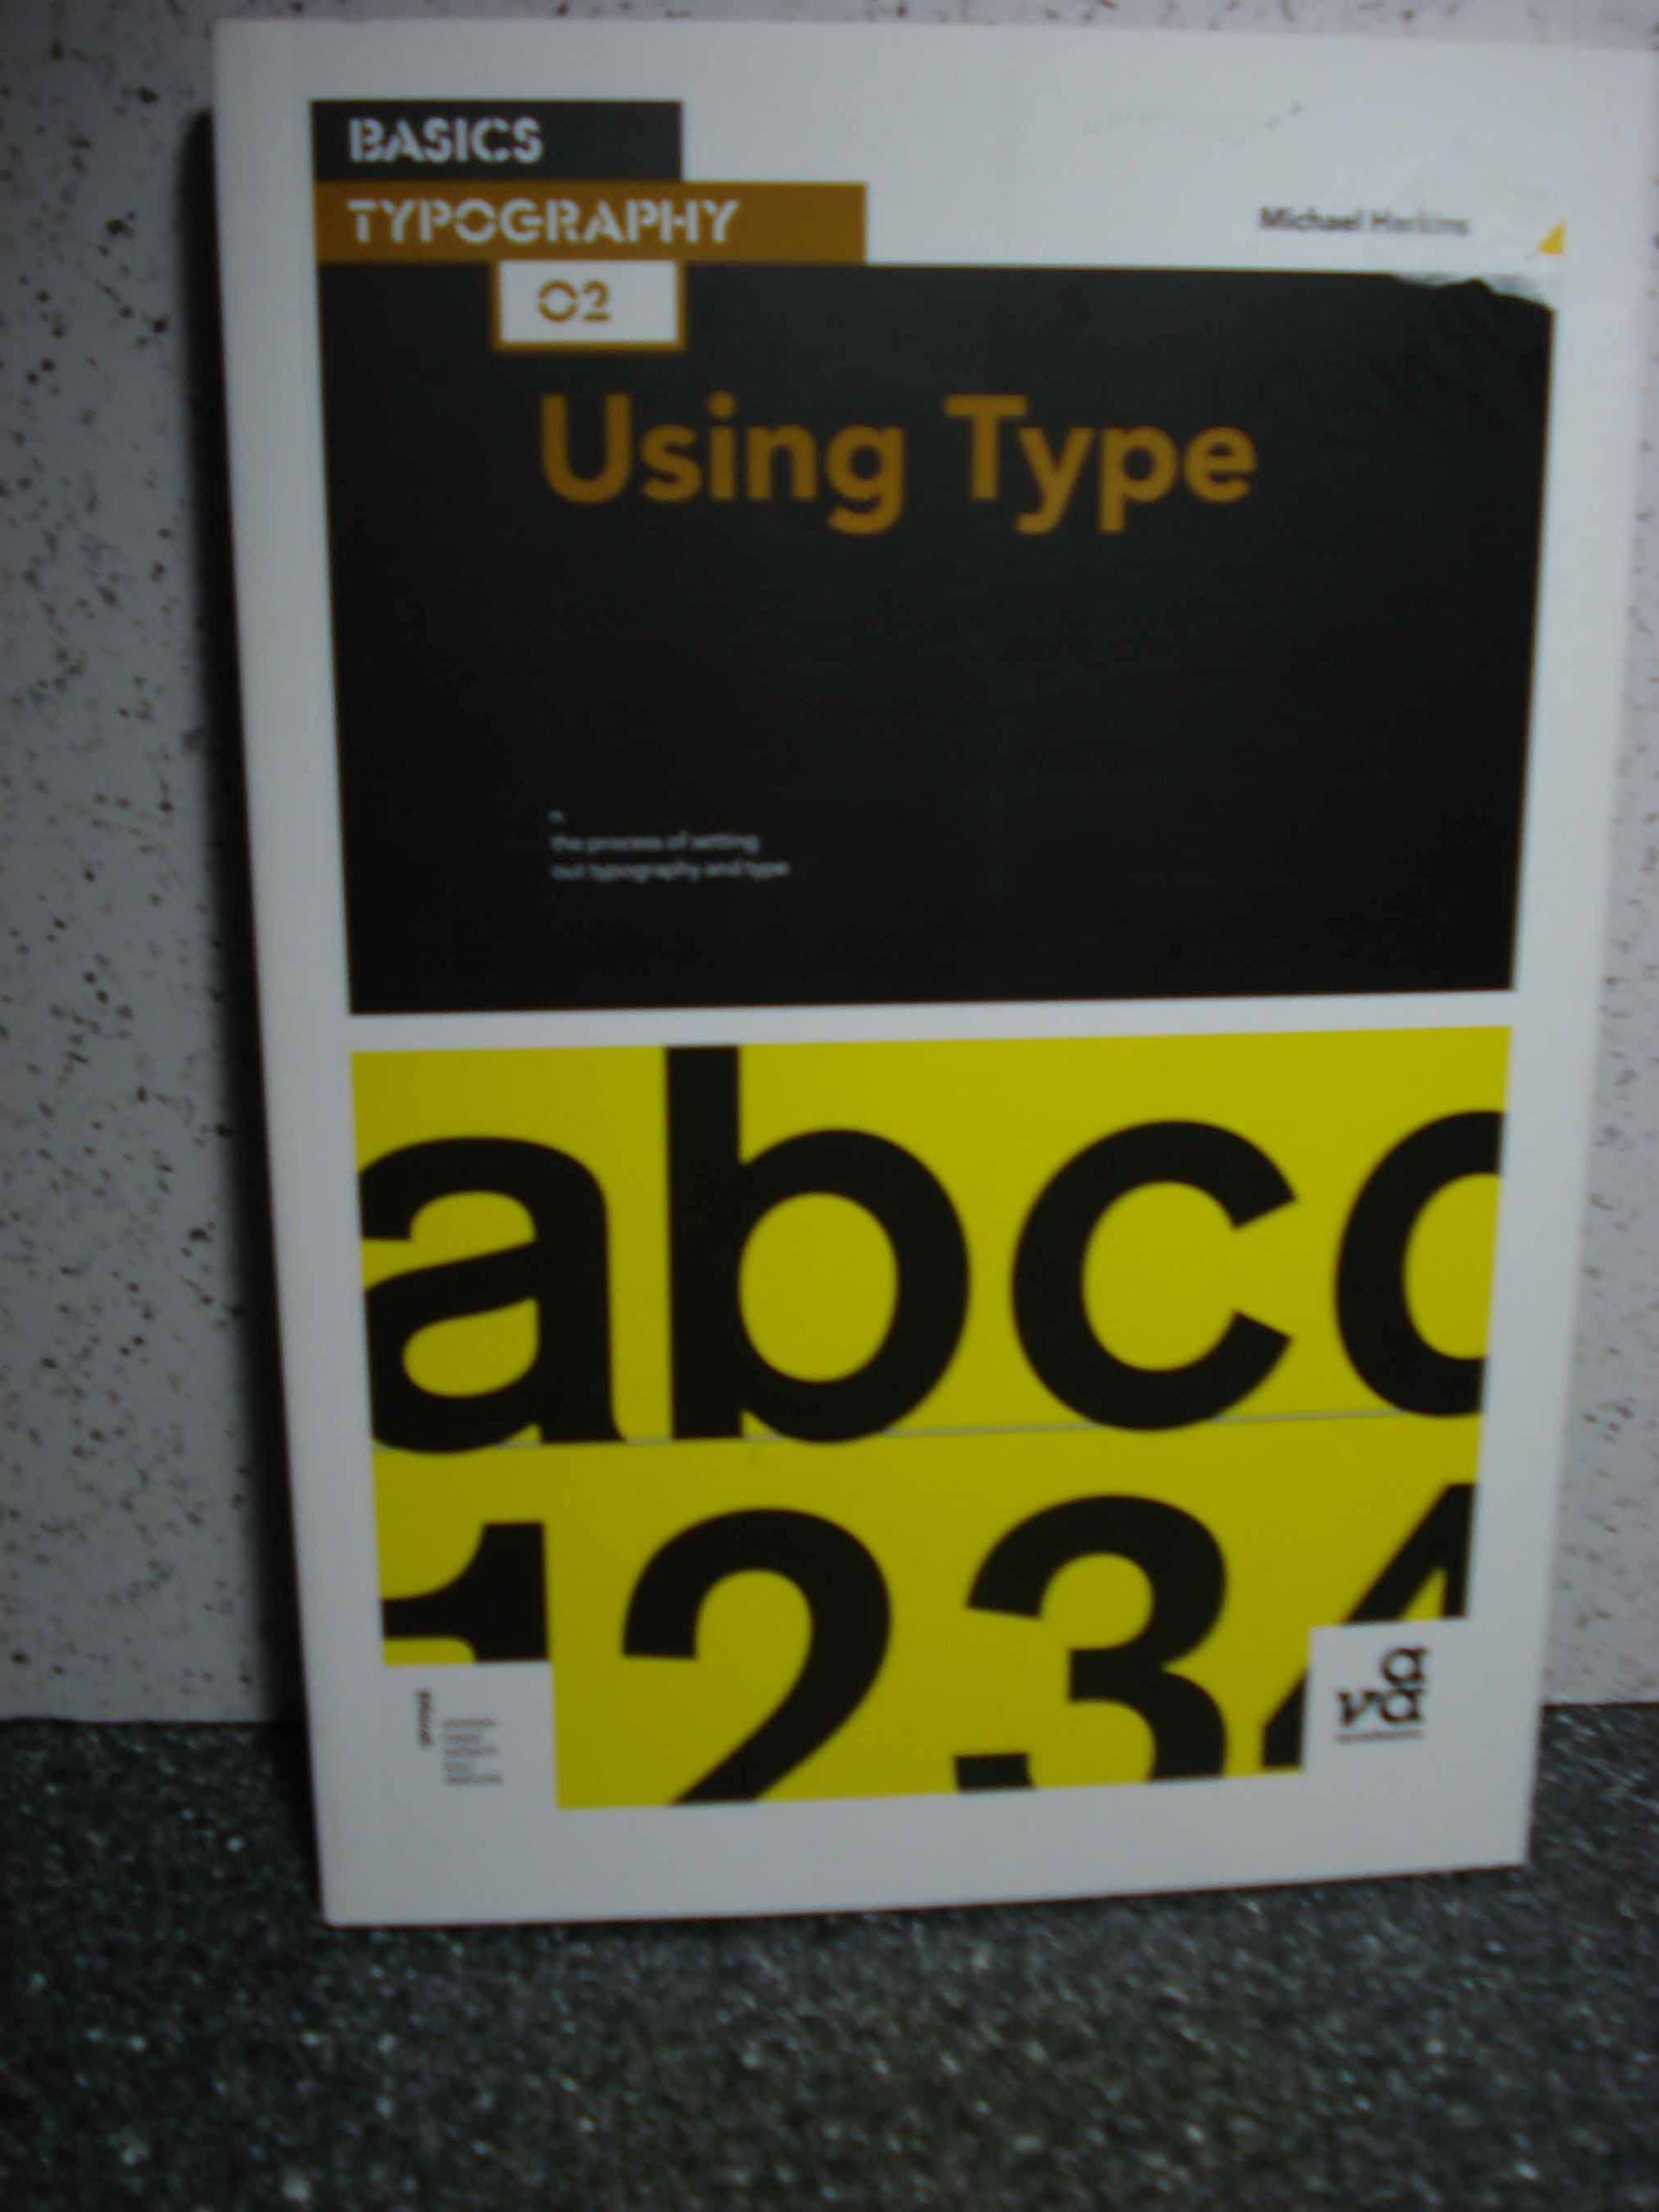 BASICS
TYPOGRAPHY
Michael Harkins
02
Using Type
n
the process of setting
out typography and type
abcd
1234
ava